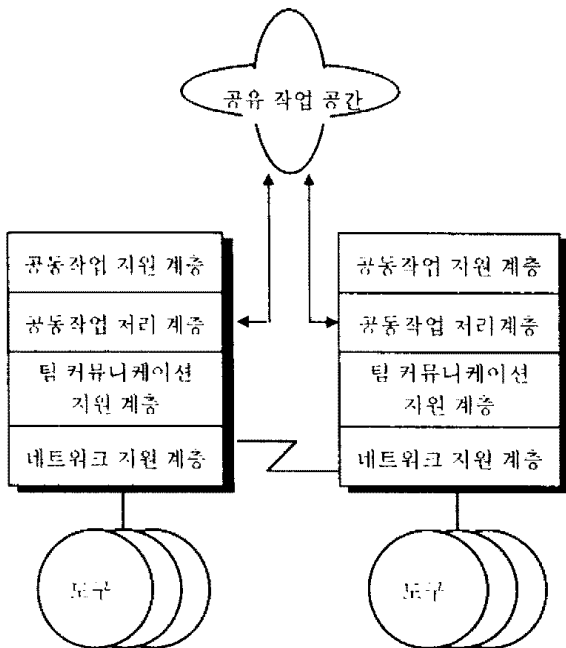 공유 작업 공간
공동작업 지원 계층
공동작업 처리 계층
팀 커뮤니케이션
지원 계층
네트워크 지원 계층
도구
공동작업 지원 계층
공동작업 처리계층
팀 커뮤니케이션
지원 계층
네트워크 지원 계층
도구